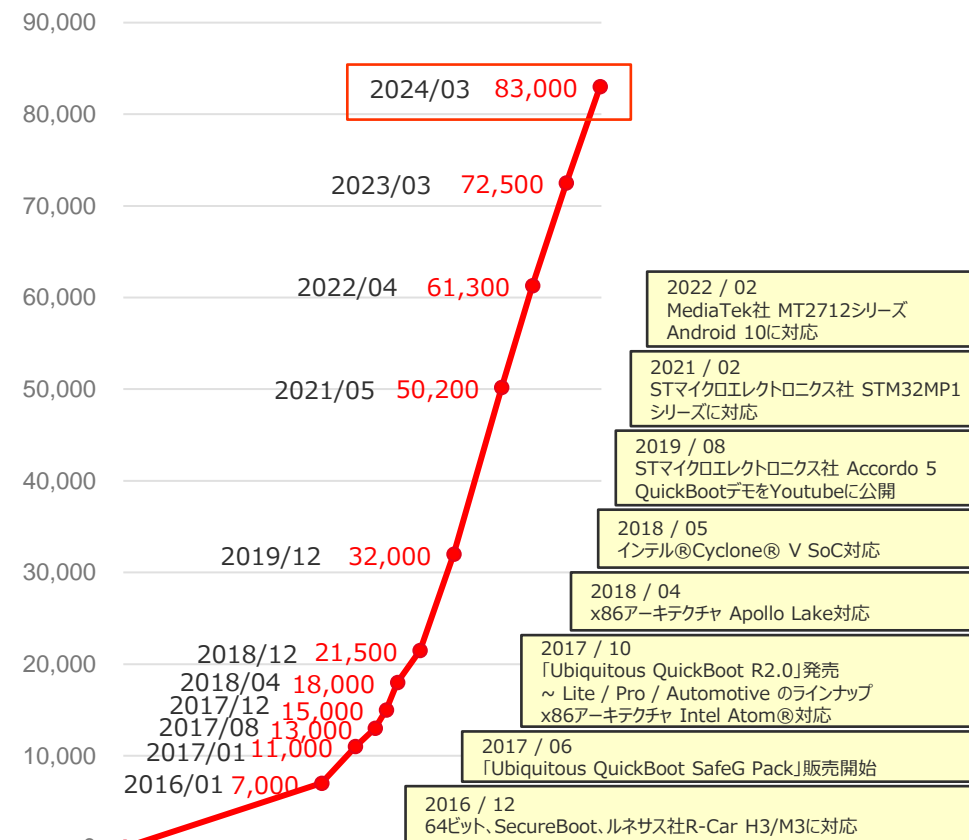 90,000
2024/03 83,000
80,000
2023/03 72,500
70,000
2022/04 61,300
60,000
2022 / 02
MediaTek社 MT2712シリーズ
Android 10に対応
2021 / 02
STマイクロエレクトロニクス社 STM32MP1
シリーズに対応
50,000
2021/05 50,200
2019 / 08
STマイクロエレクトロニクス社 Accordo 5
QuickBootデモをYoutubeに公開
40,000
2018 / 05
インテル®Cyclone® V SoC対応
2019/12 32,000
30,000
2018 / 04
x86アーキテクチャ Apollo Lake対応
2018/12 21,500
20,000
2018/04 18,000
2017/12 15,000
2017/08 13,000
2017/01 11,000
10,000
2016/01 7,000
2017 / 10
「Ubiquitous QuickBoot R2.0」発売
~ Lite / Pro / Automotive のラインナップ
x86アーキテクチャ Intel Atom®対応
2017 / 06
「Ubiquitous QuickBoot SafeG Pack」販売開始
2016 / 12
64ビット、SecureBoot、ルネサス社R-Car H3/M3に対応